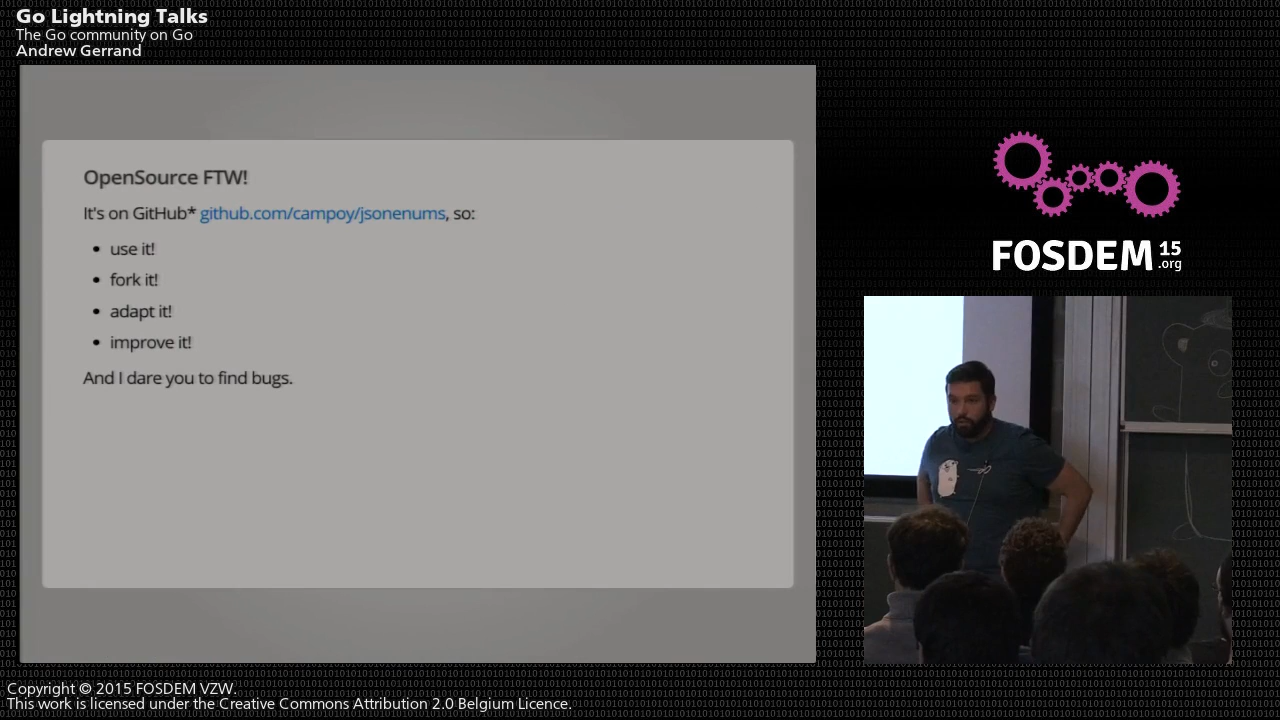 Go Lightning Talks
The Go community on Go
Andrew Gerrand
OpenSource FTW!
It's on GitHub* github.com/campoy/jsonenums, so:
• use it!
• fork it!
• adapt it!
• improve it!
And I dare you to find bugs.
FOSDEM 15
.org
Copyright © 2015 FOSDEM VZW.
This work is licensed under the Creative Commons Attribution 2.0 Belgium Licence.